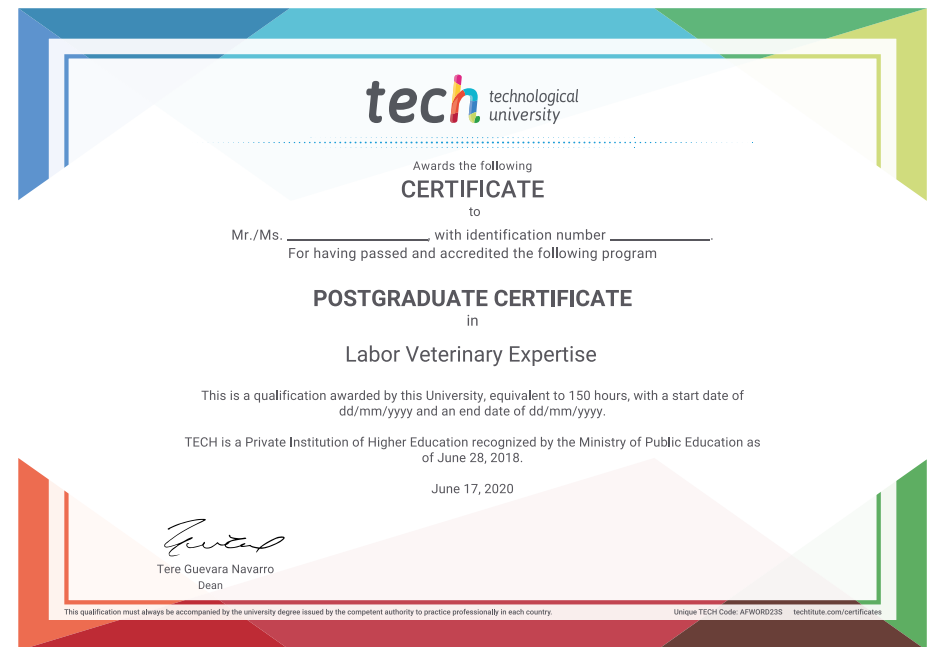 tech technological
university
Awards the following
CERTIFICATE
to
Mr./Ms. ____________________, with identification number ______________.
For having passed and accredited the following program
POSTGRADUATE CERTIFICATE
in
Labor Veterinary Expertise
This is a qualification awarded by this University, equivalent to 150 hours, with a start date of
dd/mm/yyyy and an end date of dd/mm/yyyy.
TECH is a Private Institution of Higher Education recognized by the Ministry of Public Education as
of June 28, 2018.
June 17, 2020
Tere Guevara Navarro
Dean
This qualification must always be accompanied by the university degree issued by the competent authority to practice professionally in each country.
Unique TECH Code: AFWORD23S techtitute.com/certificates